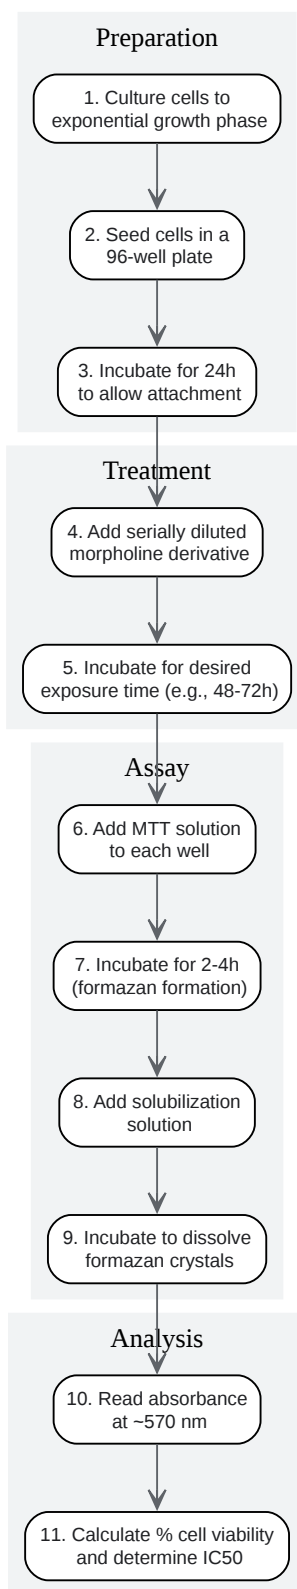 Preparation
1. Culture cells to
exponential growth phase
2. Seed cells in a
96-well plate
3. Incubate for 24h
to allow attachment
Treatment
4. Add serially diluted
morpholine derivative
5. Incubate for desired
exposure time (e.g., 48-72h)
Assay
6. Add MTT solution
to each well
7. Incubate for 2-4h
(formazan formation)
8. Add solubilization
solution
9. Incubate to dissolve
formazan crystals
Analysis
10. Read absorbance
at ~570 nm
11. Calculate % cell viability
and determine IC50